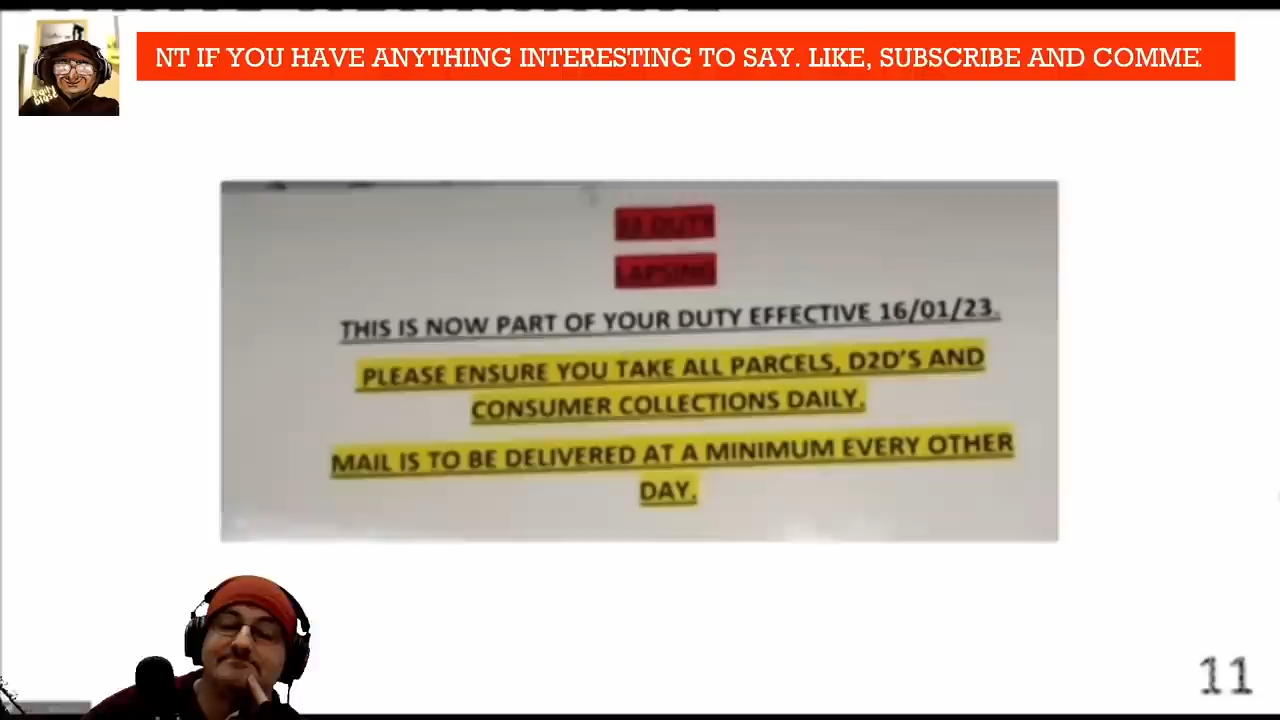 NT IF YOU HAVE ANYTHING INTERESTING TO SAY. LIKE, SUBSCRIBE AND COMME
DUTY
LAPSING
THIS IS NOW PART OF YOUR DUTY EFFECTIVE 16/01/23.
PLEASE ENSURE YOU TAKE ALL PARCELS, D2D'S AND
CONSUMER COLLECTIONS DAILY.
MAIL IS TO BE DELIVERED AT A MINIMUM EVERY OTHER
DAY.
11